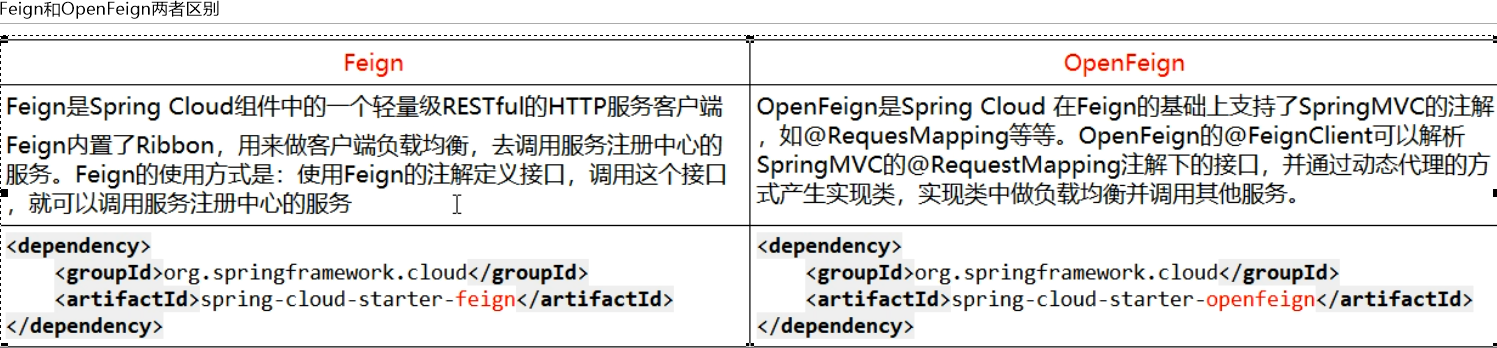 Feign和OpenFeign两者区别
Feign
OpenFeign
Feign是Spring Cloud组件中的一个轻量级RESTful的HTTP服务客户端
Feign内置了Ribbon，用来做客户端负载均衡，去调用服务注册中心的
服务。Feign的使用方式是：使用Feign的注解定义接口，调用这个接口
，就可以调用服务注册中心的服务
OpenFeign是Spring Cloud 在Feign的基础上支持了SpringMVC的注解
，如@RequesMapping等等。OpenFeign的@FeignClient可以解析
SpringMVC的@RequestMapping注解下的接口，并通过动态代理的方
式产生实现类，实现类中做负载均衡并调用其他服务。
<dependency>
    <groupId>org.springframework.cloud</groupId>
    <artifactId>spring-cloud-starter-feign</artifactId>
</dependency>
<dependency>
    <groupId>org.springframework.cloud</groupId>
    <artifactId>spring-cloud-starter-openfeign</artifactId>
</dependency>